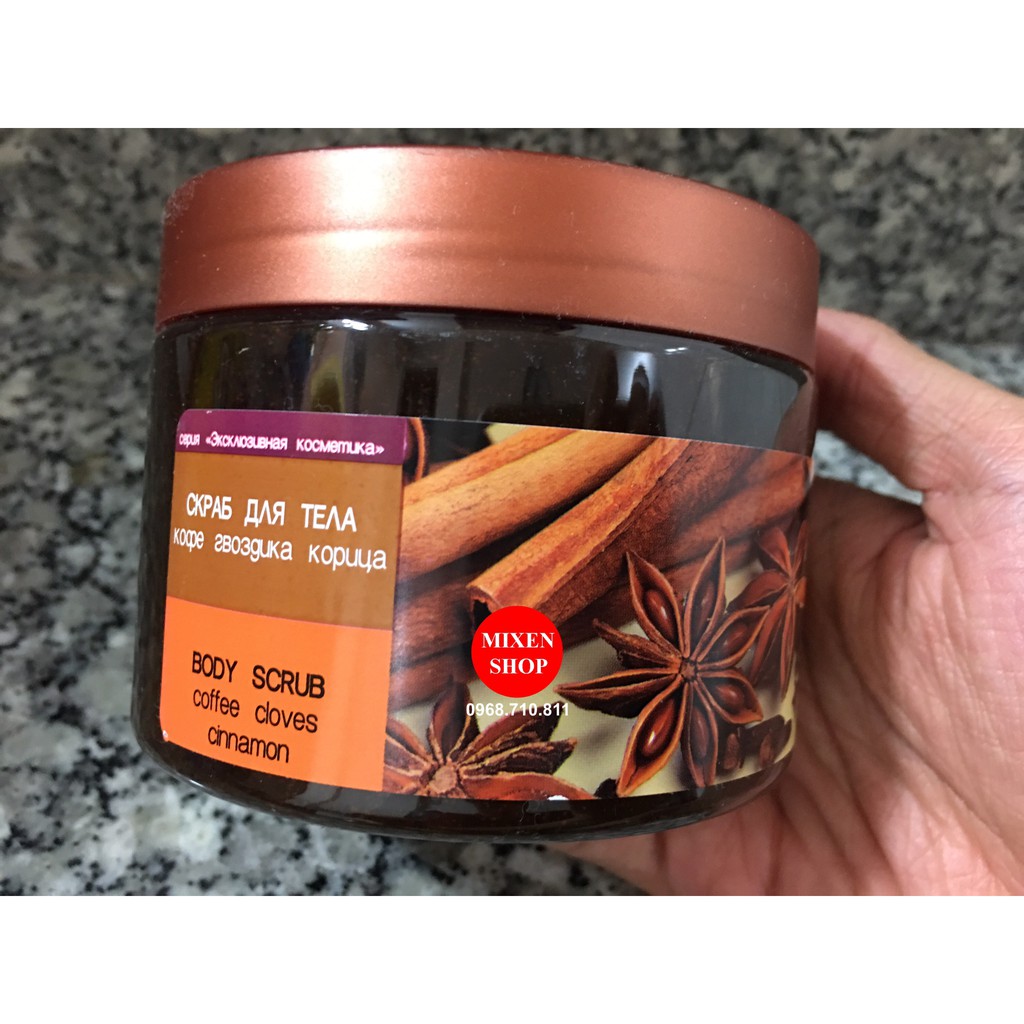 серия «Эксклюзивная косметика»
СКРАБ ДЛЯ ТЕЛА
кофе гвоздика корица
BODY SCRUB
coffee cloves
cinnamon
MIXEN
SHOP
0968.710.811